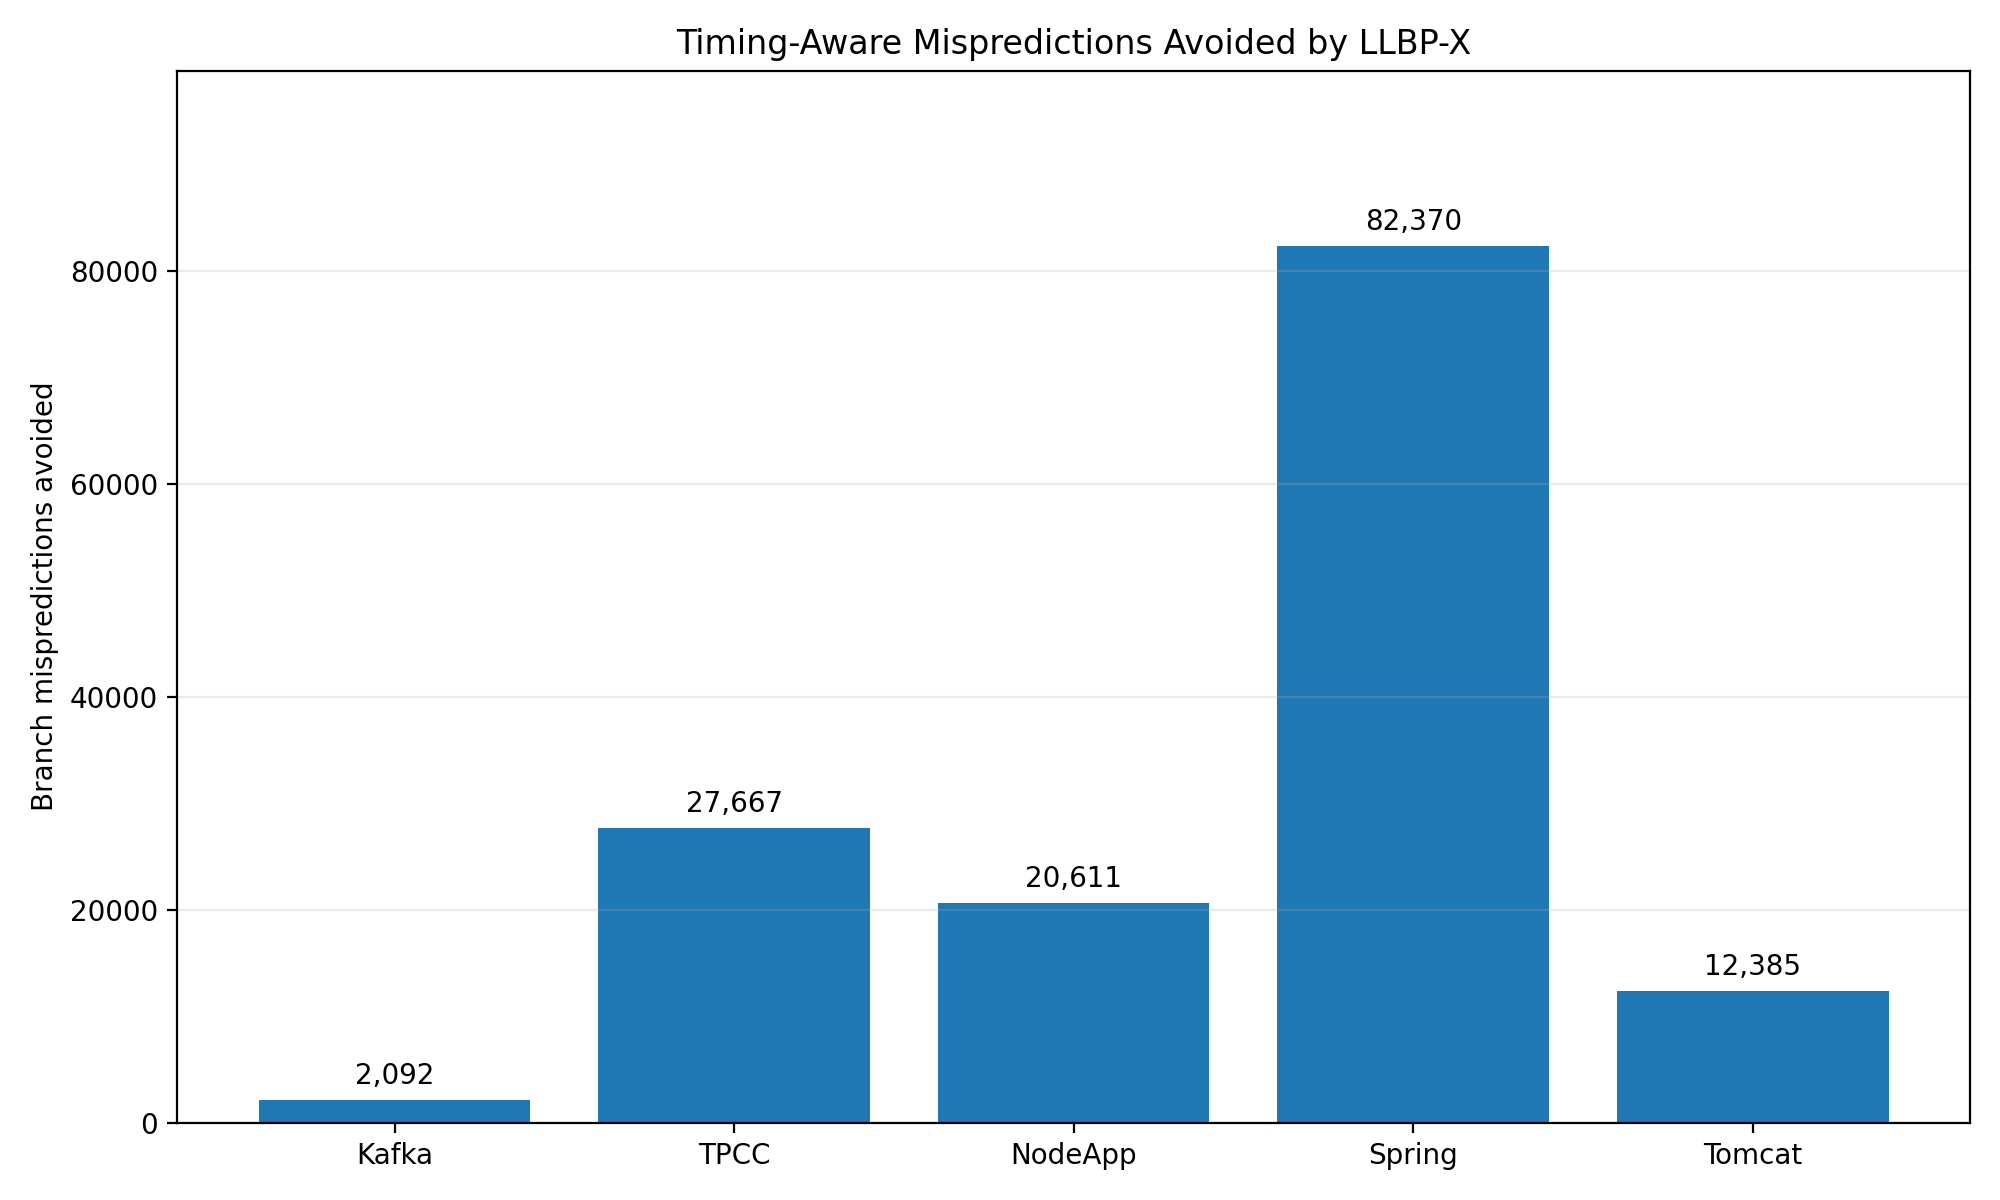 Timing-Aware Mispredictions Avoided by LLBP-X
Branch mispredictions avoided
80000
60000
40000
20000
0
2,092
27,667
20,611
82,370
12,385
Kafka
TPCC
NodeApp
Spring
Tomcat